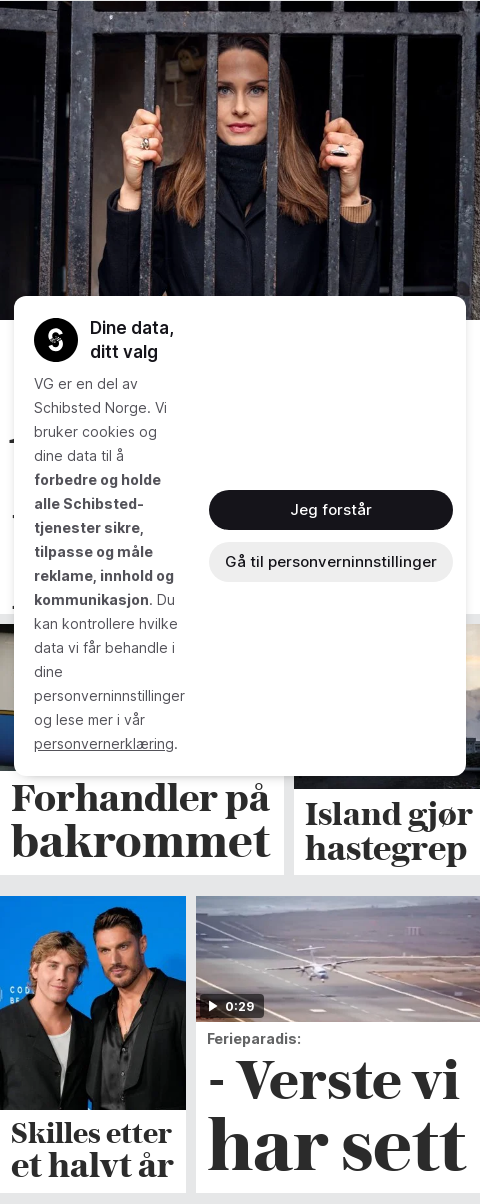 Dine data,
ditt valg
VG er en del av
Schibsted Norge. Vi
bruker cookies og
dine data til å
forbedre og holde
alle Schibsted-
tjenester sikre,
tilpasse og måle
reklame, innhold og
kommunikasjon. Du
kan kontrollere hvilke
data vi får behandle i
dine
personverninnstillinger
og lese mer i vår
personvernerklæring.
Jeg forstår
Gå til personverninnstillinger
Forhandler på
bakrommet
Island gjør
hastegrep
Skilles etter
et halvt år
0:29
Ferieparadis:
- Verste vi
har sett